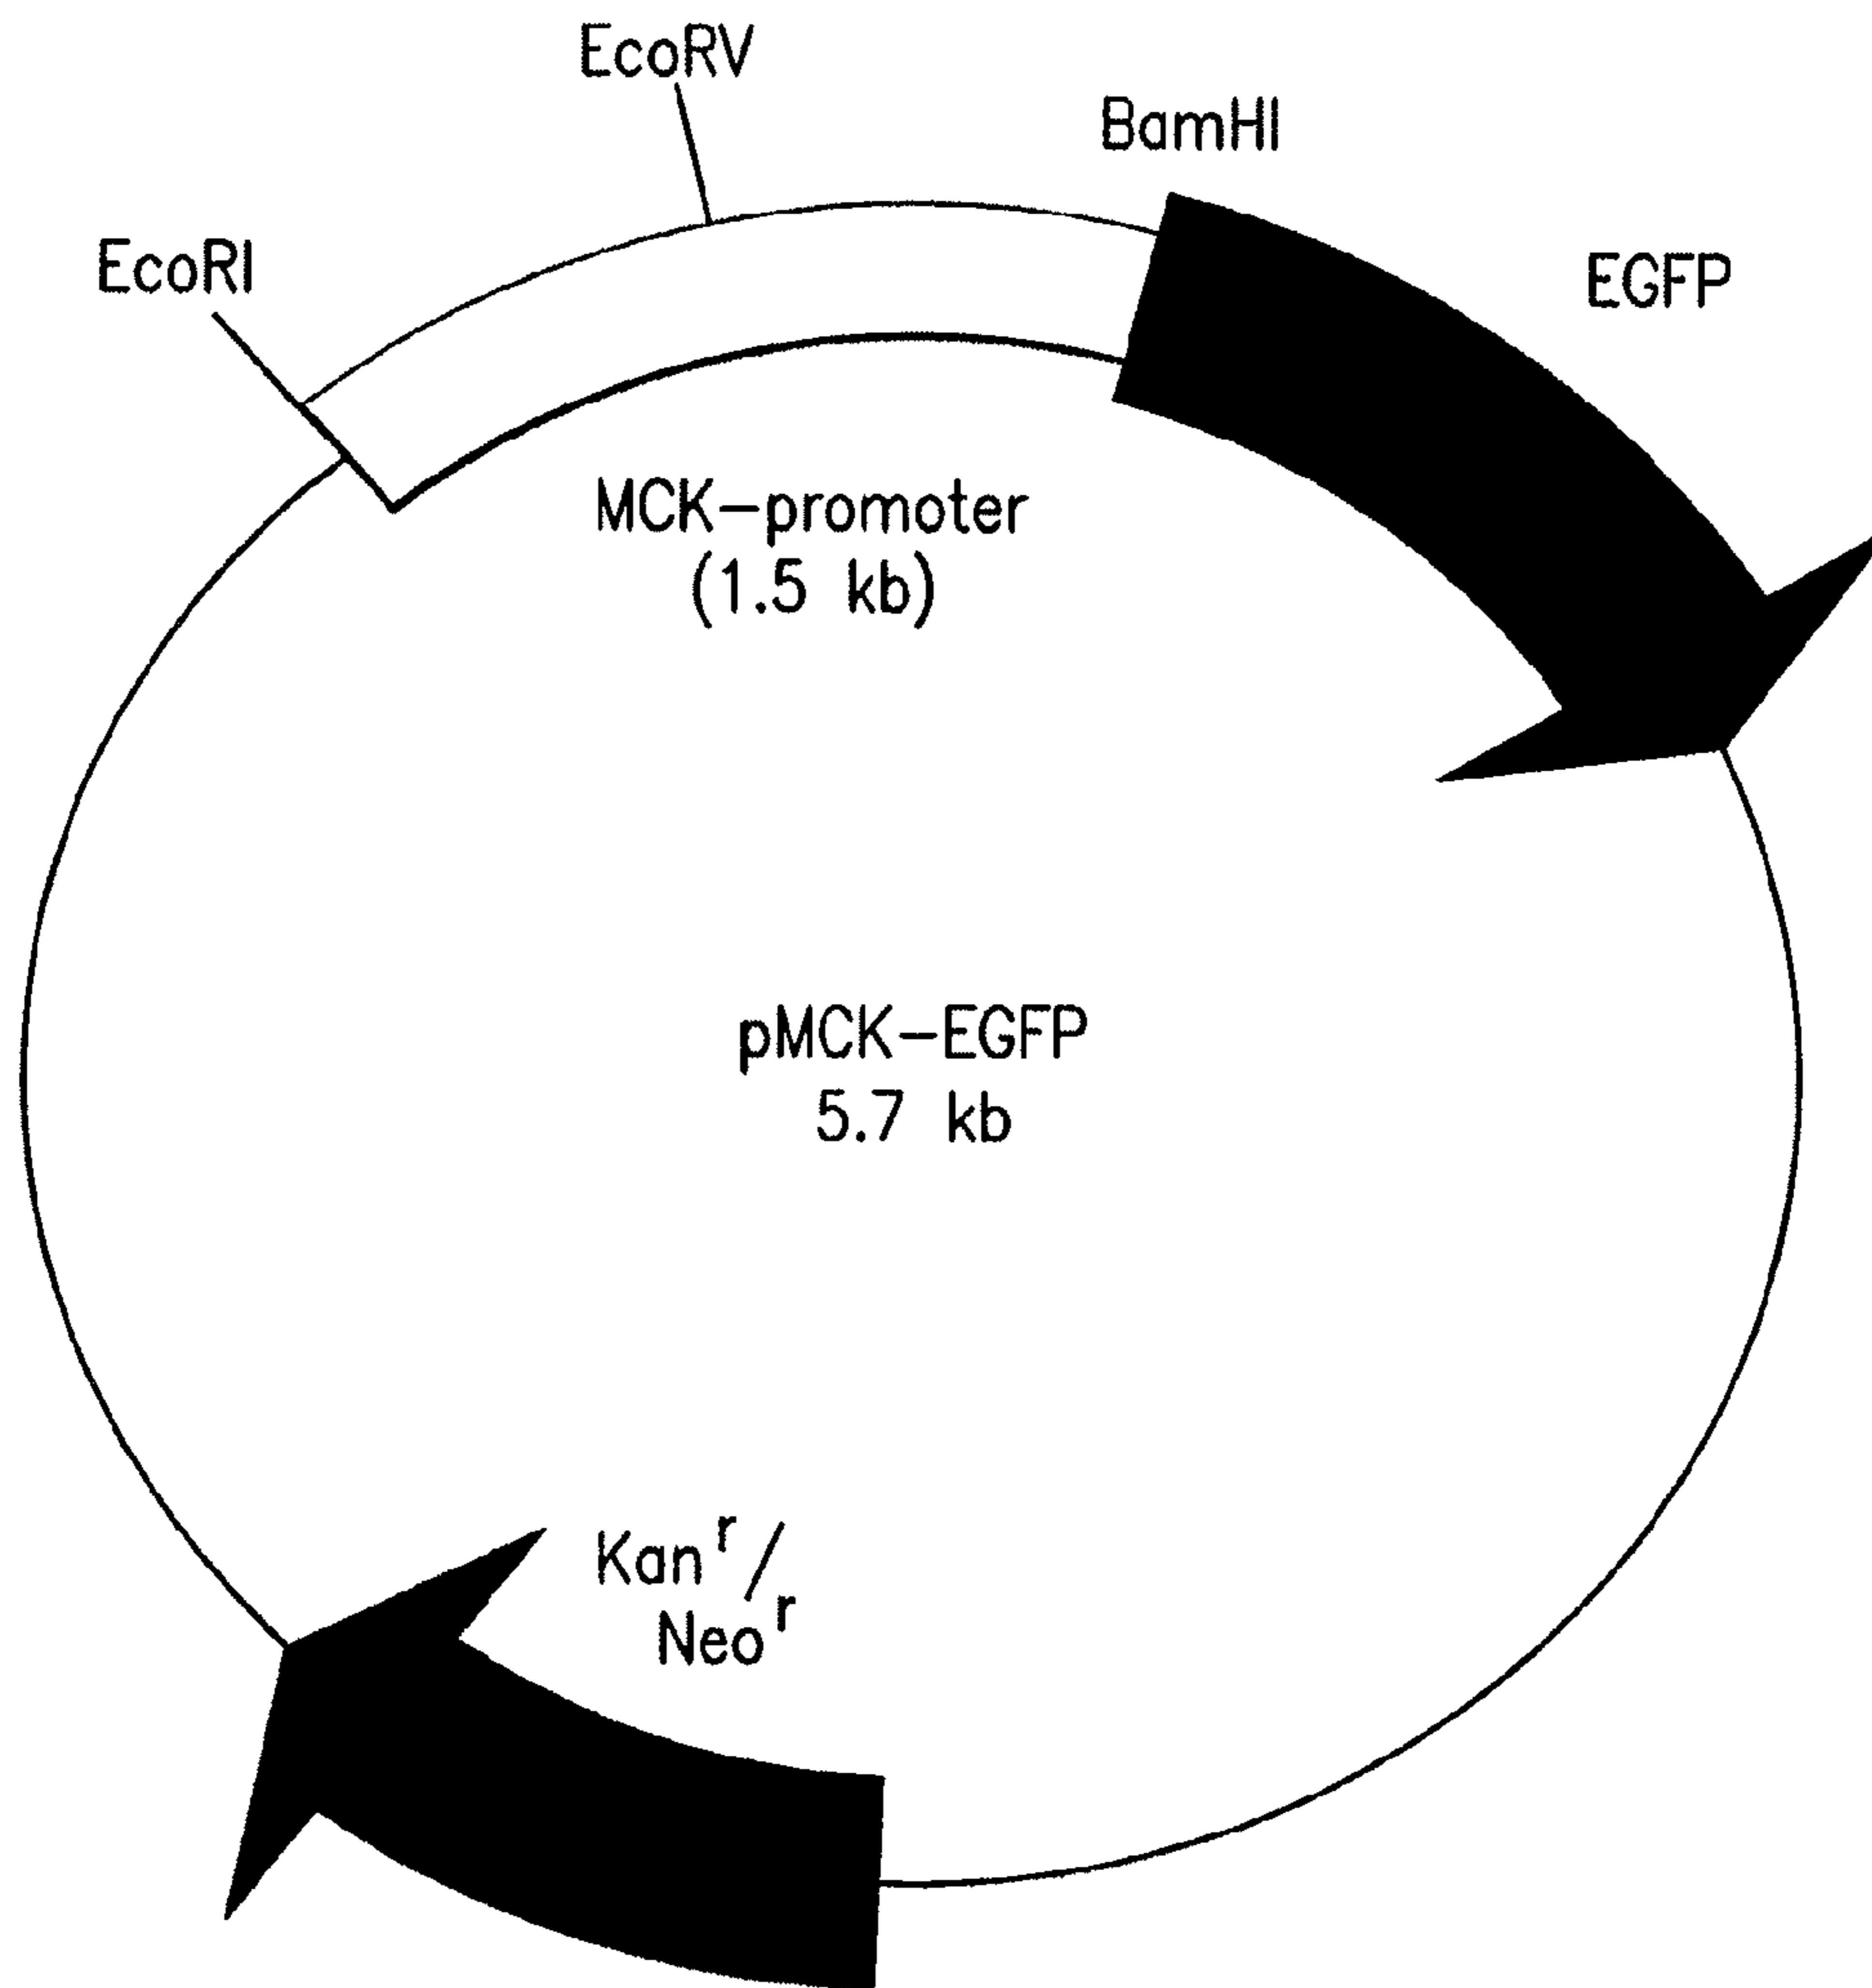 EcoRV
BamHI
EcoRI
EGFP
MCK-promoter
(1.5 kb)
pMCK-EGFP
5.7 kb
Kanʳ/
Neoʳ